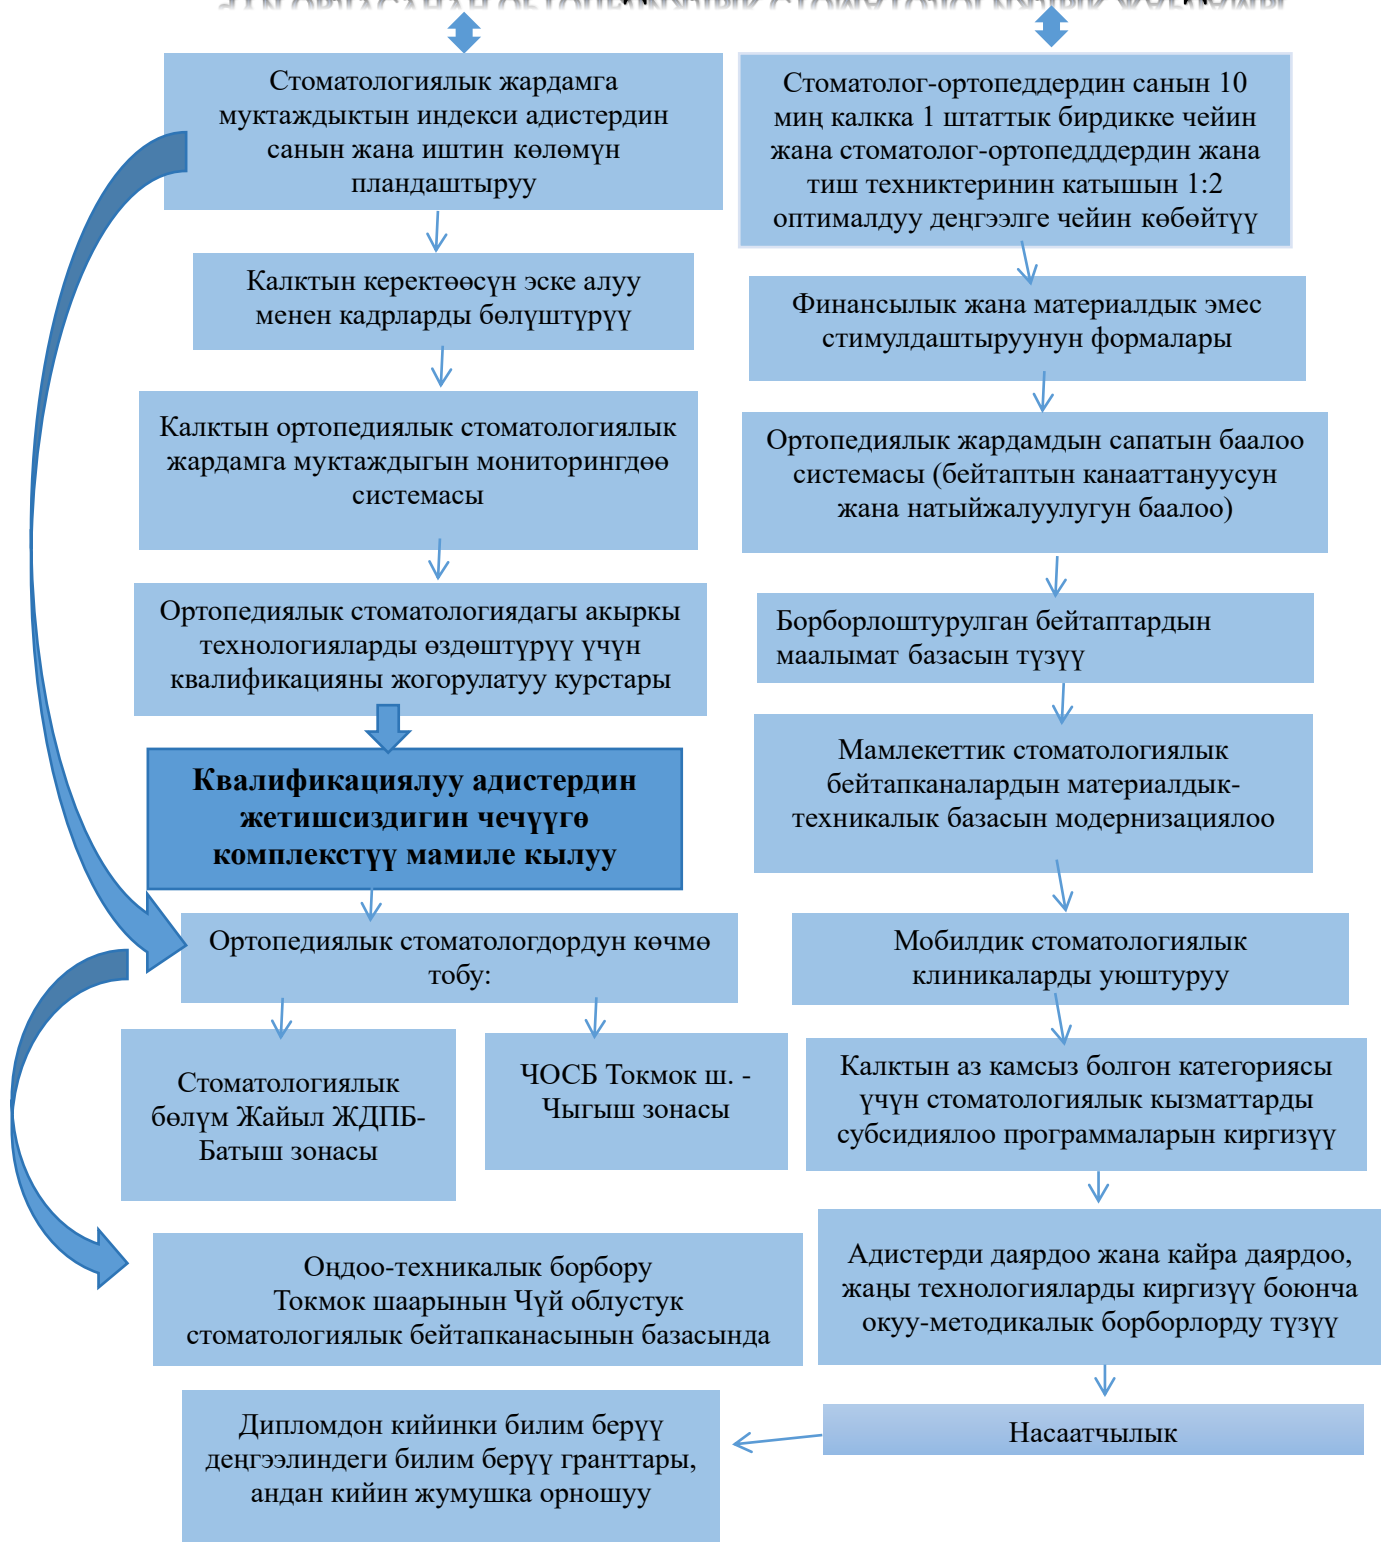 Стоматологиялык жардамга
муктаждыктын индекси адистердин
санын жана иштин көлөмүн
пландаштыруу
Калктын керектөөсүн эске алуу
менен кадрларды бөлүштүрүү
Калктын ортопедиялык стоматологиялык
жардамга муктаждыгын мониторингдөө
системасы
Ортопедиялык стоматологиядагы акыркы
технологияларды өздөштүрүү үчүн
квалификацияны жогорулатуу курстары
Квалификациялуу адистердин
жетишсиздигин чечүүгө
комплекстүү мамиле кылуу
Ортопедиялык стоматологдордун көчмө
тобу:
Стоматологиялык
бөлүм Жайыл ЖДПБ-
Батыш зонасы
ЧОСБ Токмок ш. -
Чыгыш зонасы
Оңдоо-техникалык борбору
Токмок шаарынын Чүй облустук
стоматологиялык бейтапканасынын базасында
Стоматолог-ортопеддердин санын 10
миң калкка 1 штаттык бирдикке чейин
жана стоматолог-ортопедддердин жана
тиш техниктеринин катышын 1:2
оптималдуу деңгээлге чейин көбөйтүү
Финансылык жана материалдык эмес
стимулдаштыруунун формалары
Ортопедиялык жардамдын сапатын баалоо
системасы (бейтаптын канааттануусун
жана натыйжалуулугун баалоо)
Борборлоштурулган бейтаптардын
маалымат базасын түзүү
Мамлекеттик стоматологиялык
бейтапканалардын материалдык-
техникалык базасын модернизациялоо
Мобилдик стоматологиялык
клиникаларды уюштуруу
Калктын аз камсыз болгон категориясы
үчүн стоматологиялык кызматтарды
субсидиялоо программаларын киргизүү
Адистерди даярдоо жана кайра даярдоо,
жаңы технологияларды киргизүү боюнча
окуу-методикалык борборлорду түзүү
Насаатчылык
Дипломдон кийинки билим берүү
деңгээлиндеги билим берүү гранттары,
андан кийин жумушка орношуу